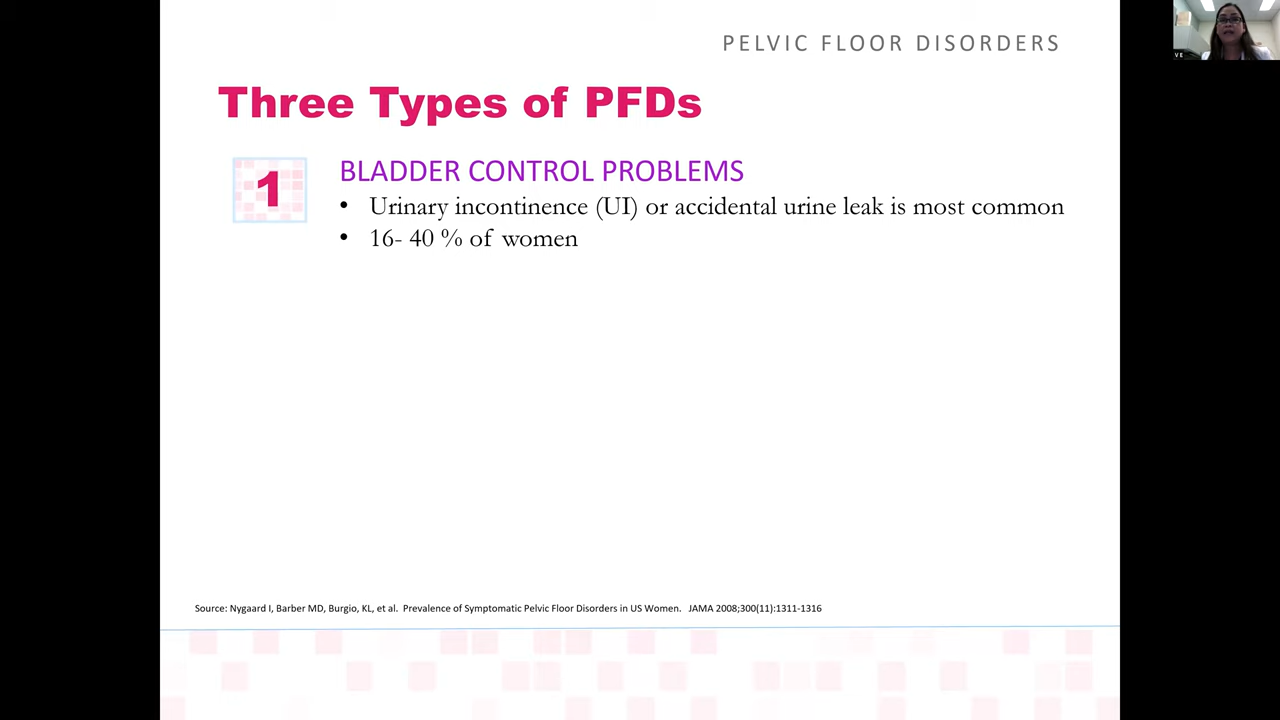 PELVIC FLOOR DISORDERS
Three Types of PFDs
1
BLADDER CONTROL PROBLEMS
• Urinary incontinence (UI) or accidental urine leak is most common
• 16- 40 % of women
Source: Nygaard I, Barber MD, Burgio, KL, et al. Prevalence of Symptomatic Pelvic Floor Disorders in US Women. JAMA 2008;300(11):1311-1316